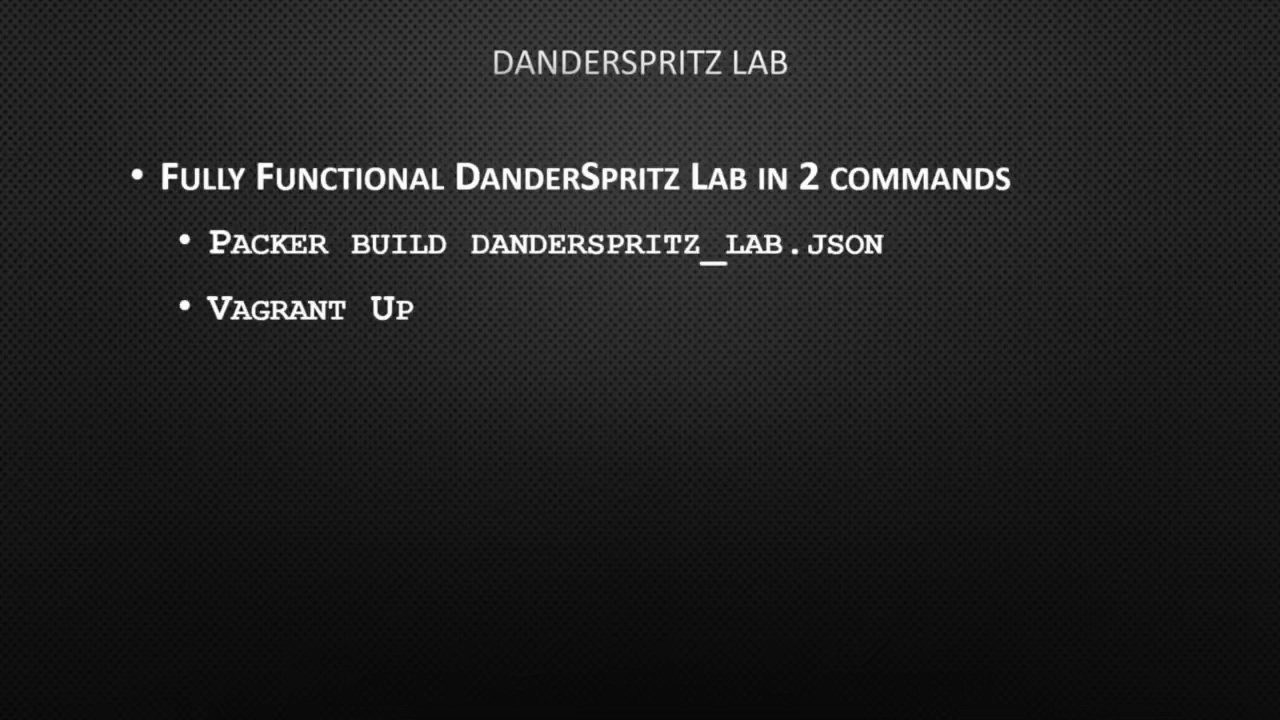 DANDERSPRITZ LAB
• FULLY FUNCTIONAL DANDERSPRITZ LAB IN 2 COMMANDS
• PACKER BUILD DANDERSPRITZ_LAB.JSON
• VAGRANT UP